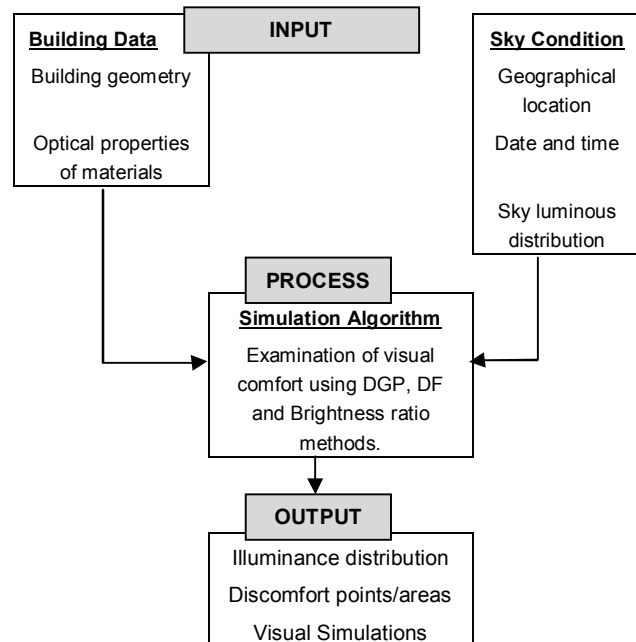 INPUT
Building Data
Building geometry
Optical properties
of materials
Sky Condition
Geographical
location
Date and time
Sky luminous
distribution
PROCESS
Simulation Algorithm
Examination of visual
comfort using DGP, DF
and Brightness ratio
methods.
OUTPUT
Illuminance distribution
Discomfort points/areas
Visual Simulations